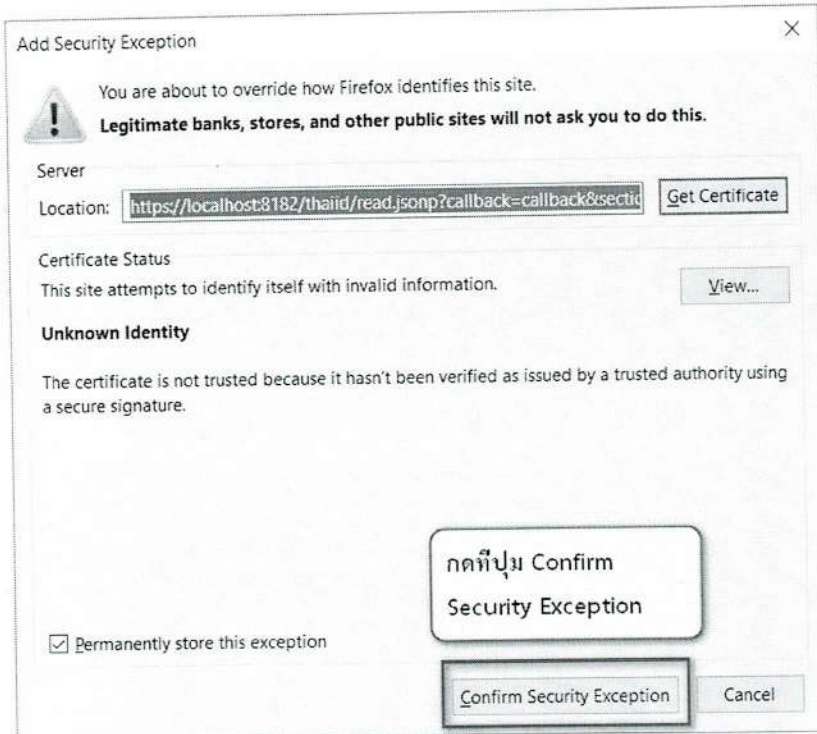 Add Security Exception
You are about to override how Firefox identifies this site.
Legitimate banks, stores, and other public sites will not ask you to do this.
Server
Location: https://localhost:8182/thaiid/read.jsonp?callback=callback&sectio Get Certificate
Certificate Status
This site attempts to identify itself with invalid information. View...
Unknown Identity
The certificate is not trusted because it hasn't been verified as issued by a trusted authority using
a secure signature.
กดที่ปุ่ม Confirm
Security Exception
Permanently store this exception
Confirm Security Exception Cancel